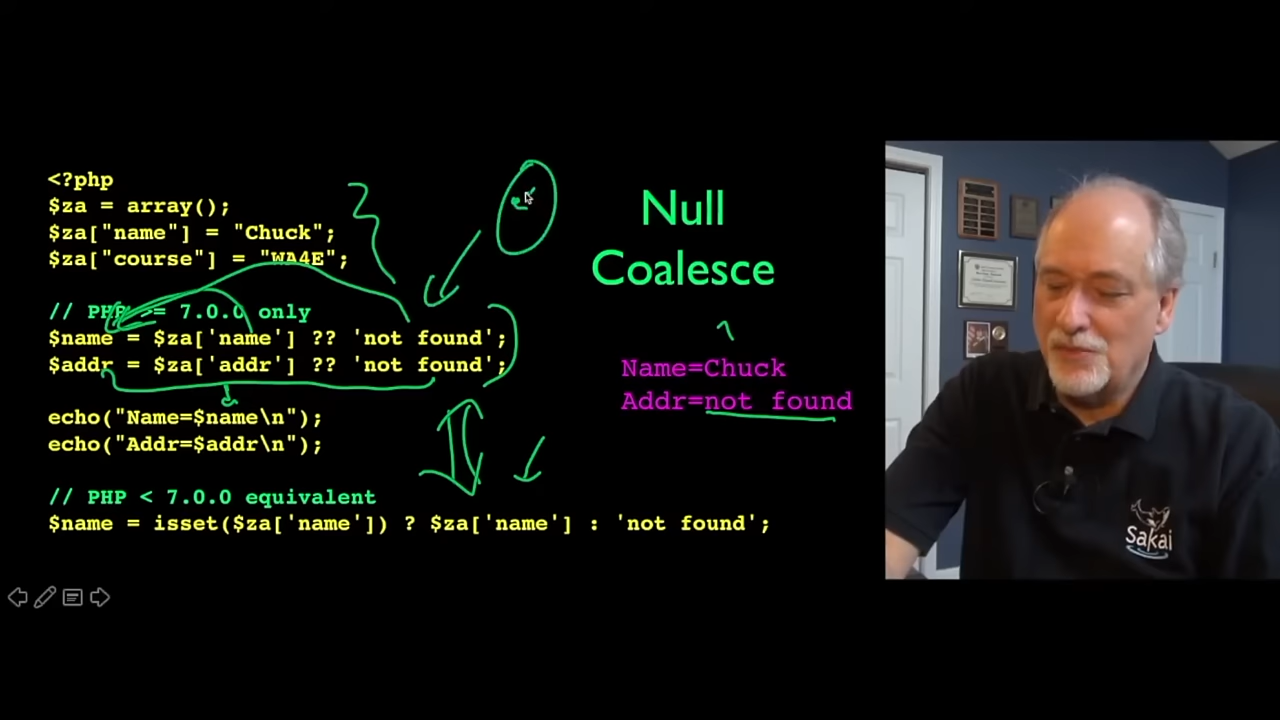 <?php
$za = array();
$za["name"] = "Chuck";
$za["course"] = "WA4E";
// PHP >= 7.0.0 only
$name = $za['name'] ?? 'not found';
$addr = $za['addr'] ?? 'not found';
echo("Name=$name\n");
echo("Addr=$addr\n");
// PHP < 7.0.0 equivalent
$name = isset($za['name']) ? $za['name'] : 'not found';
Null
Coalesce
Name=Chuck
Addr=not found
Sakai